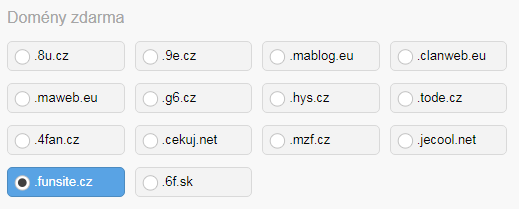 Domény zdarma
.8u.cz .9e.cz .mablog.eu .clanweb.eu
.maweb.eu .g6.cz .hys.cz .tode.cz
.4fan.cz .cekuj.net .mzf.cz .jecool.net
.funsite.cz .6f.sk